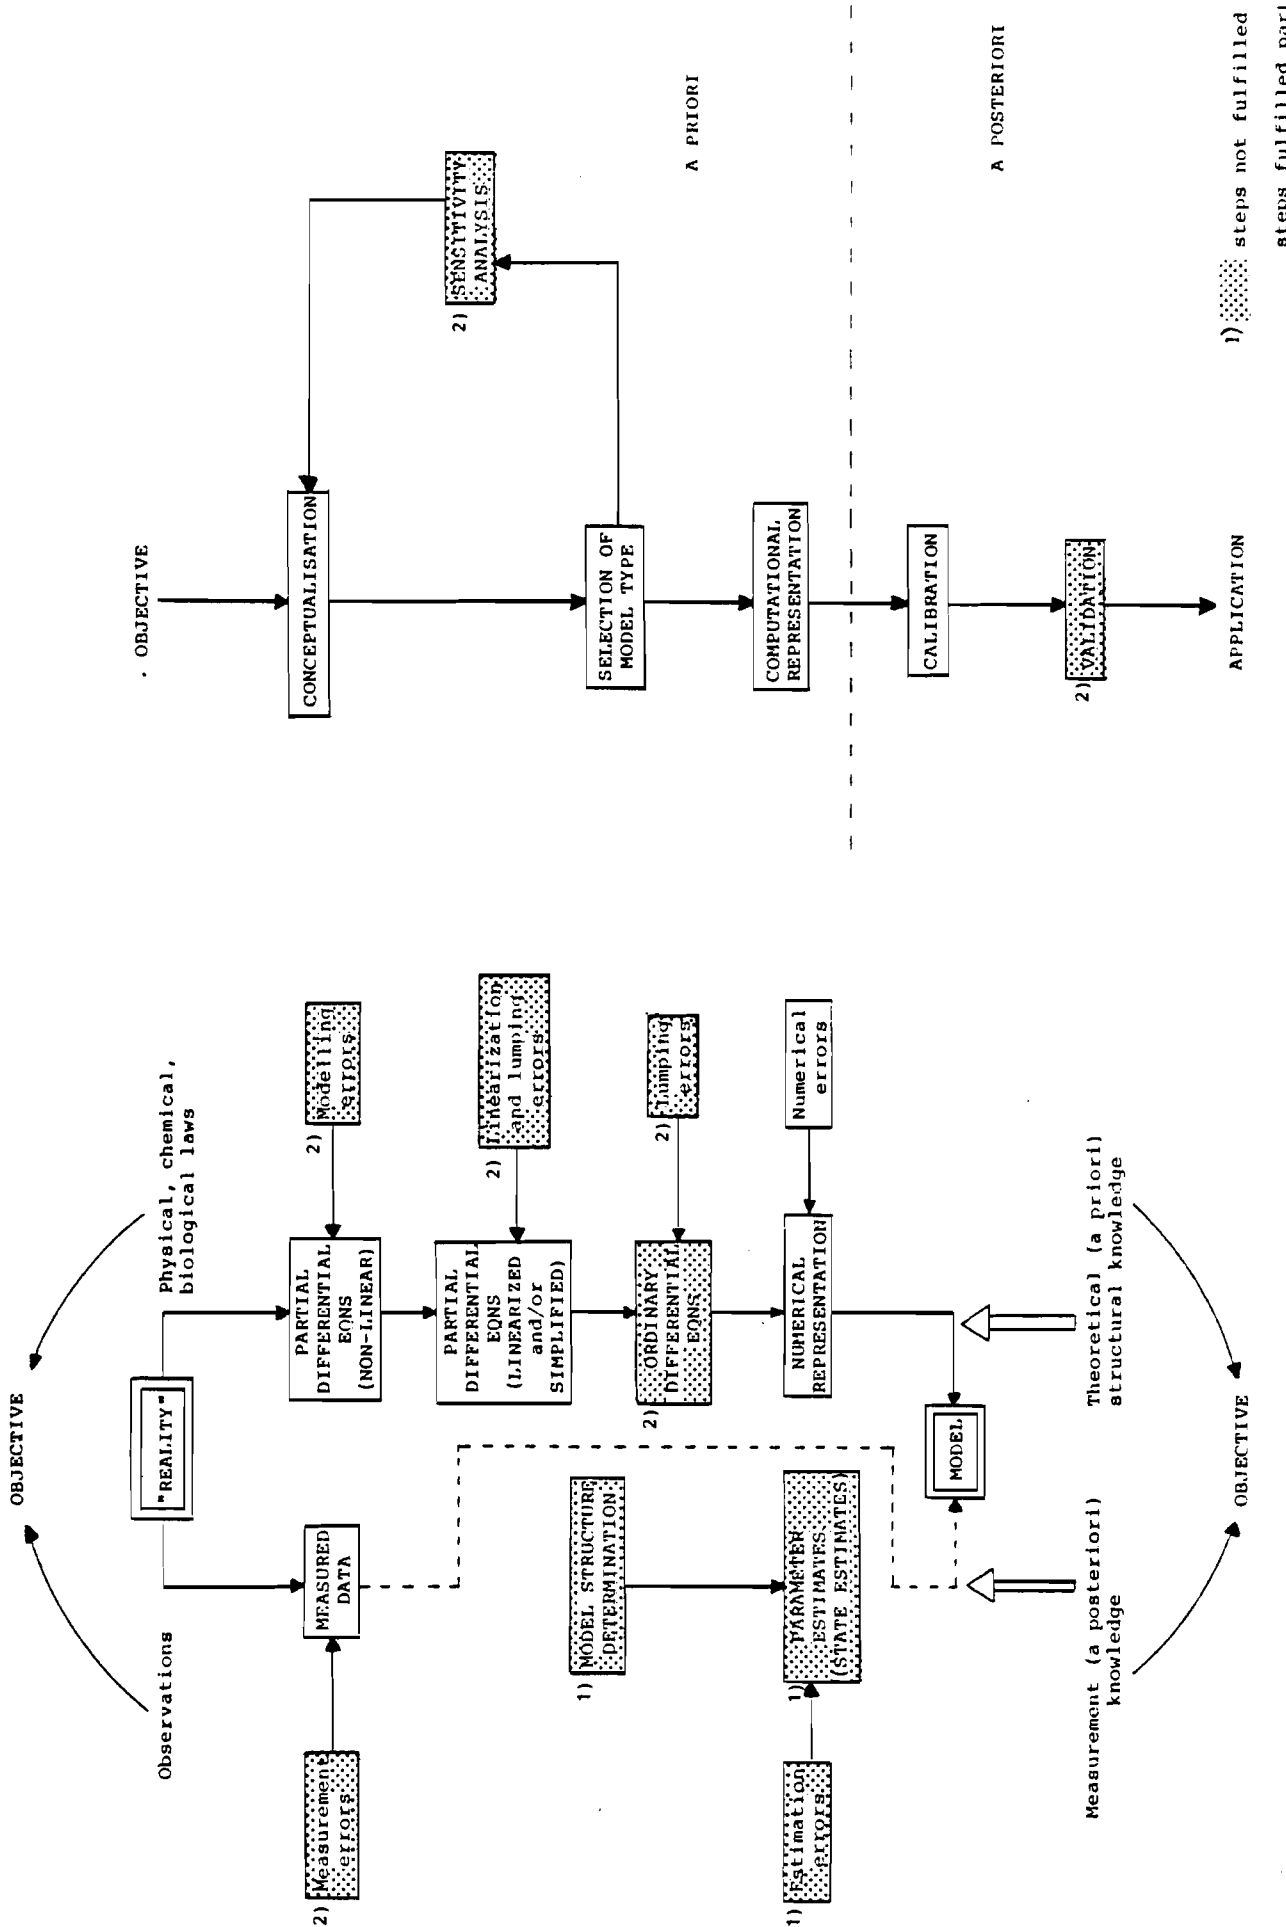 OBJECTIVE
Observations
Physical, chemical,
biological laws
"REALITY"
2) Measurement
errors
MEASURED
DATA
PARTIAL
DIFFERENTIAL
EQNS
(NON-LINEAR)
2) Modelling
errors
PARTIAL
DIFFERENTIAL
EQNS
(LINEARIZED
and/or
SIMPLIFIED)
2) Linearization
and lumping
errors
1) MODEL STRUCTURE
DETERMINATION
2) ORDINARY
DIFFERENTIAL
EQNS
2) Lumping
errors
1) Estimation
errors
1) PARAMETER
ESTIMATES
(STATE ESTIMATES)
NUMERICAL
REPRESENTATION
Numerical
errors
MODEL
Measurement (a posteriori)
knowledge
Theoretical (a priori)
structural knowledge
OBJECTIVE
. OBJECTIVE
CONCEPTUALISATION
2) SENSITIVITY
ANALYSIS
SELECTION OF
MODEL TYPE
A PRIORI
COMPUTATIONAL
REPRESENTATION
CALIBRATION
A POSTERIORI
2) VALIDATION
APPLICATION
1) steps not fulfilled
steps fulfilled